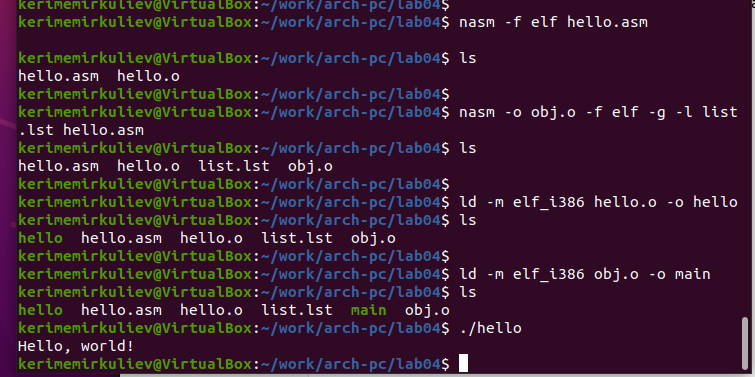 kerimemirkuliev@VirtualBox:~/work/arch-pc/lab04$
kerimemirkuliev@VirtualBox:~/work/arch-pc/lab04$ nasm -f elf hello.asm
kerimemirkuliev@VirtualBox:~/work/arch-pc/lab04$ ls
hello.asm  hello.o
kerimemirkuliev@VirtualBox:~/work/arch-pc/lab04$
kerimemirkuliev@VirtualBox:~/work/arch-pc/lab04$ nasm -o obj.o -f elf -g -l list
.lst hello.asm
kerimemirkuliev@VirtualBox:~/work/arch-pc/lab04$ ls
hello.asm  hello.o  list.lst  obj.o
kerimemirkuliev@VirtualBox:~/work/arch-pc/lab04$
kerimemirkuliev@VirtualBox:~/work/arch-pc/lab04$ ld -m elf_i386 hello.o -o hello
kerimemirkuliev@VirtualBox:~/work/arch-pc/lab04$ ls
hello  hello.asm  hello.o  list.lst  obj.o
kerimemirkuliev@VirtualBox:~/work/arch-pc/lab04$
kerimemirkuliev@VirtualBox:~/work/arch-pc/lab04$ ld -m elf_i386 obj.o -o main
kerimemirkuliev@VirtualBox:~/work/arch-pc/lab04$ ls
hello  hello.asm  hello.o  list.lst  main  obj.o
kerimemirkuliev@VirtualBox:~/work/arch-pc/lab04$ ./hello
Hello, world!
kerimemirkuliev@VirtualBox:~/work/arch-pc/lab04$